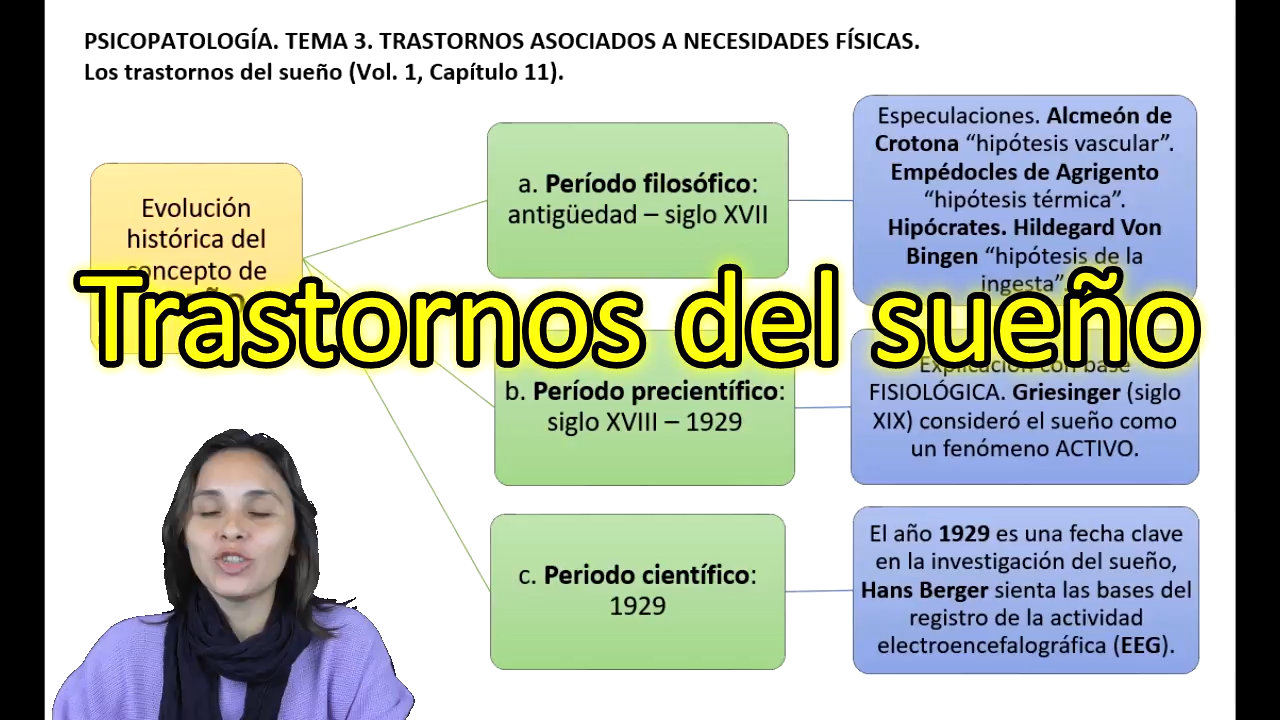 PSICOPATOLOGÍA. TEMA 3. TRASTORNOS ASOCIADOS A NECESIDADES FÍSICAS.
Los trastornos del sueño (Vol. 1, Capítulo 11).
Evolución
histórica del
concepto de
a. Período filosófico:
antigüedad – siglo XVII
Especulaciones. Alcmeón de
Crotona “hipótesis vascular”.
Empédocles de Agrigento
“hipótesis térmica”.
Hipócrates. Hildegard Von
Bingen “hipótesis de la
ingesta”.
Trastornos del sueño
b. Período precientífico:
siglo XVIII – 1929
Explicación con base
FISIOLÓGICA. Griesinger (siglo
XIX) consideró el sueño como
un fenómeno ACTIVO.
c. Periodo científico:
1929
El año 1929 es una fecha clave
en la investigación del sueño,
Hans Berger sienta las bases del
registro de la actividad
electroencefalográfica (EEG).